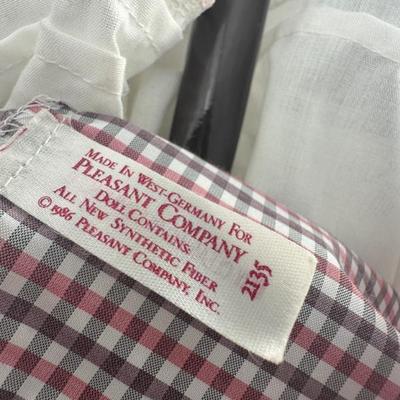 MADE IN WEST-GERMANY FOR
PLEASANT COMPANY
DOLL CONTAINS:
ALL NEW SYNTHETIC FIBER
© 1986 PLEASANT COMPANY, INC.
2135